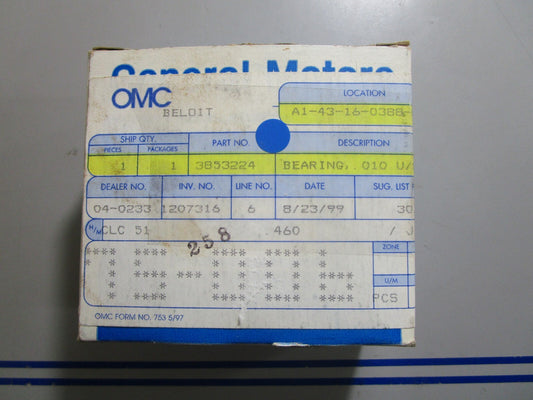 General Motors
OMC
BELOIT
LOCATION
A1-43-16-0388-
SHIP QTY.
PIECES PACKAGES PART NO. DESCRIPTION
1 1 3853224 BEARING, .010 U/
DEALER NO. INV. NO. LINE NO. DATE SUG. LIST
04-0233 1207316 6 8/23/99 30
H/M CLC 51 .460 / J
258
ZONE
U/M
PCS
OMC FORM NO. 753 5/97